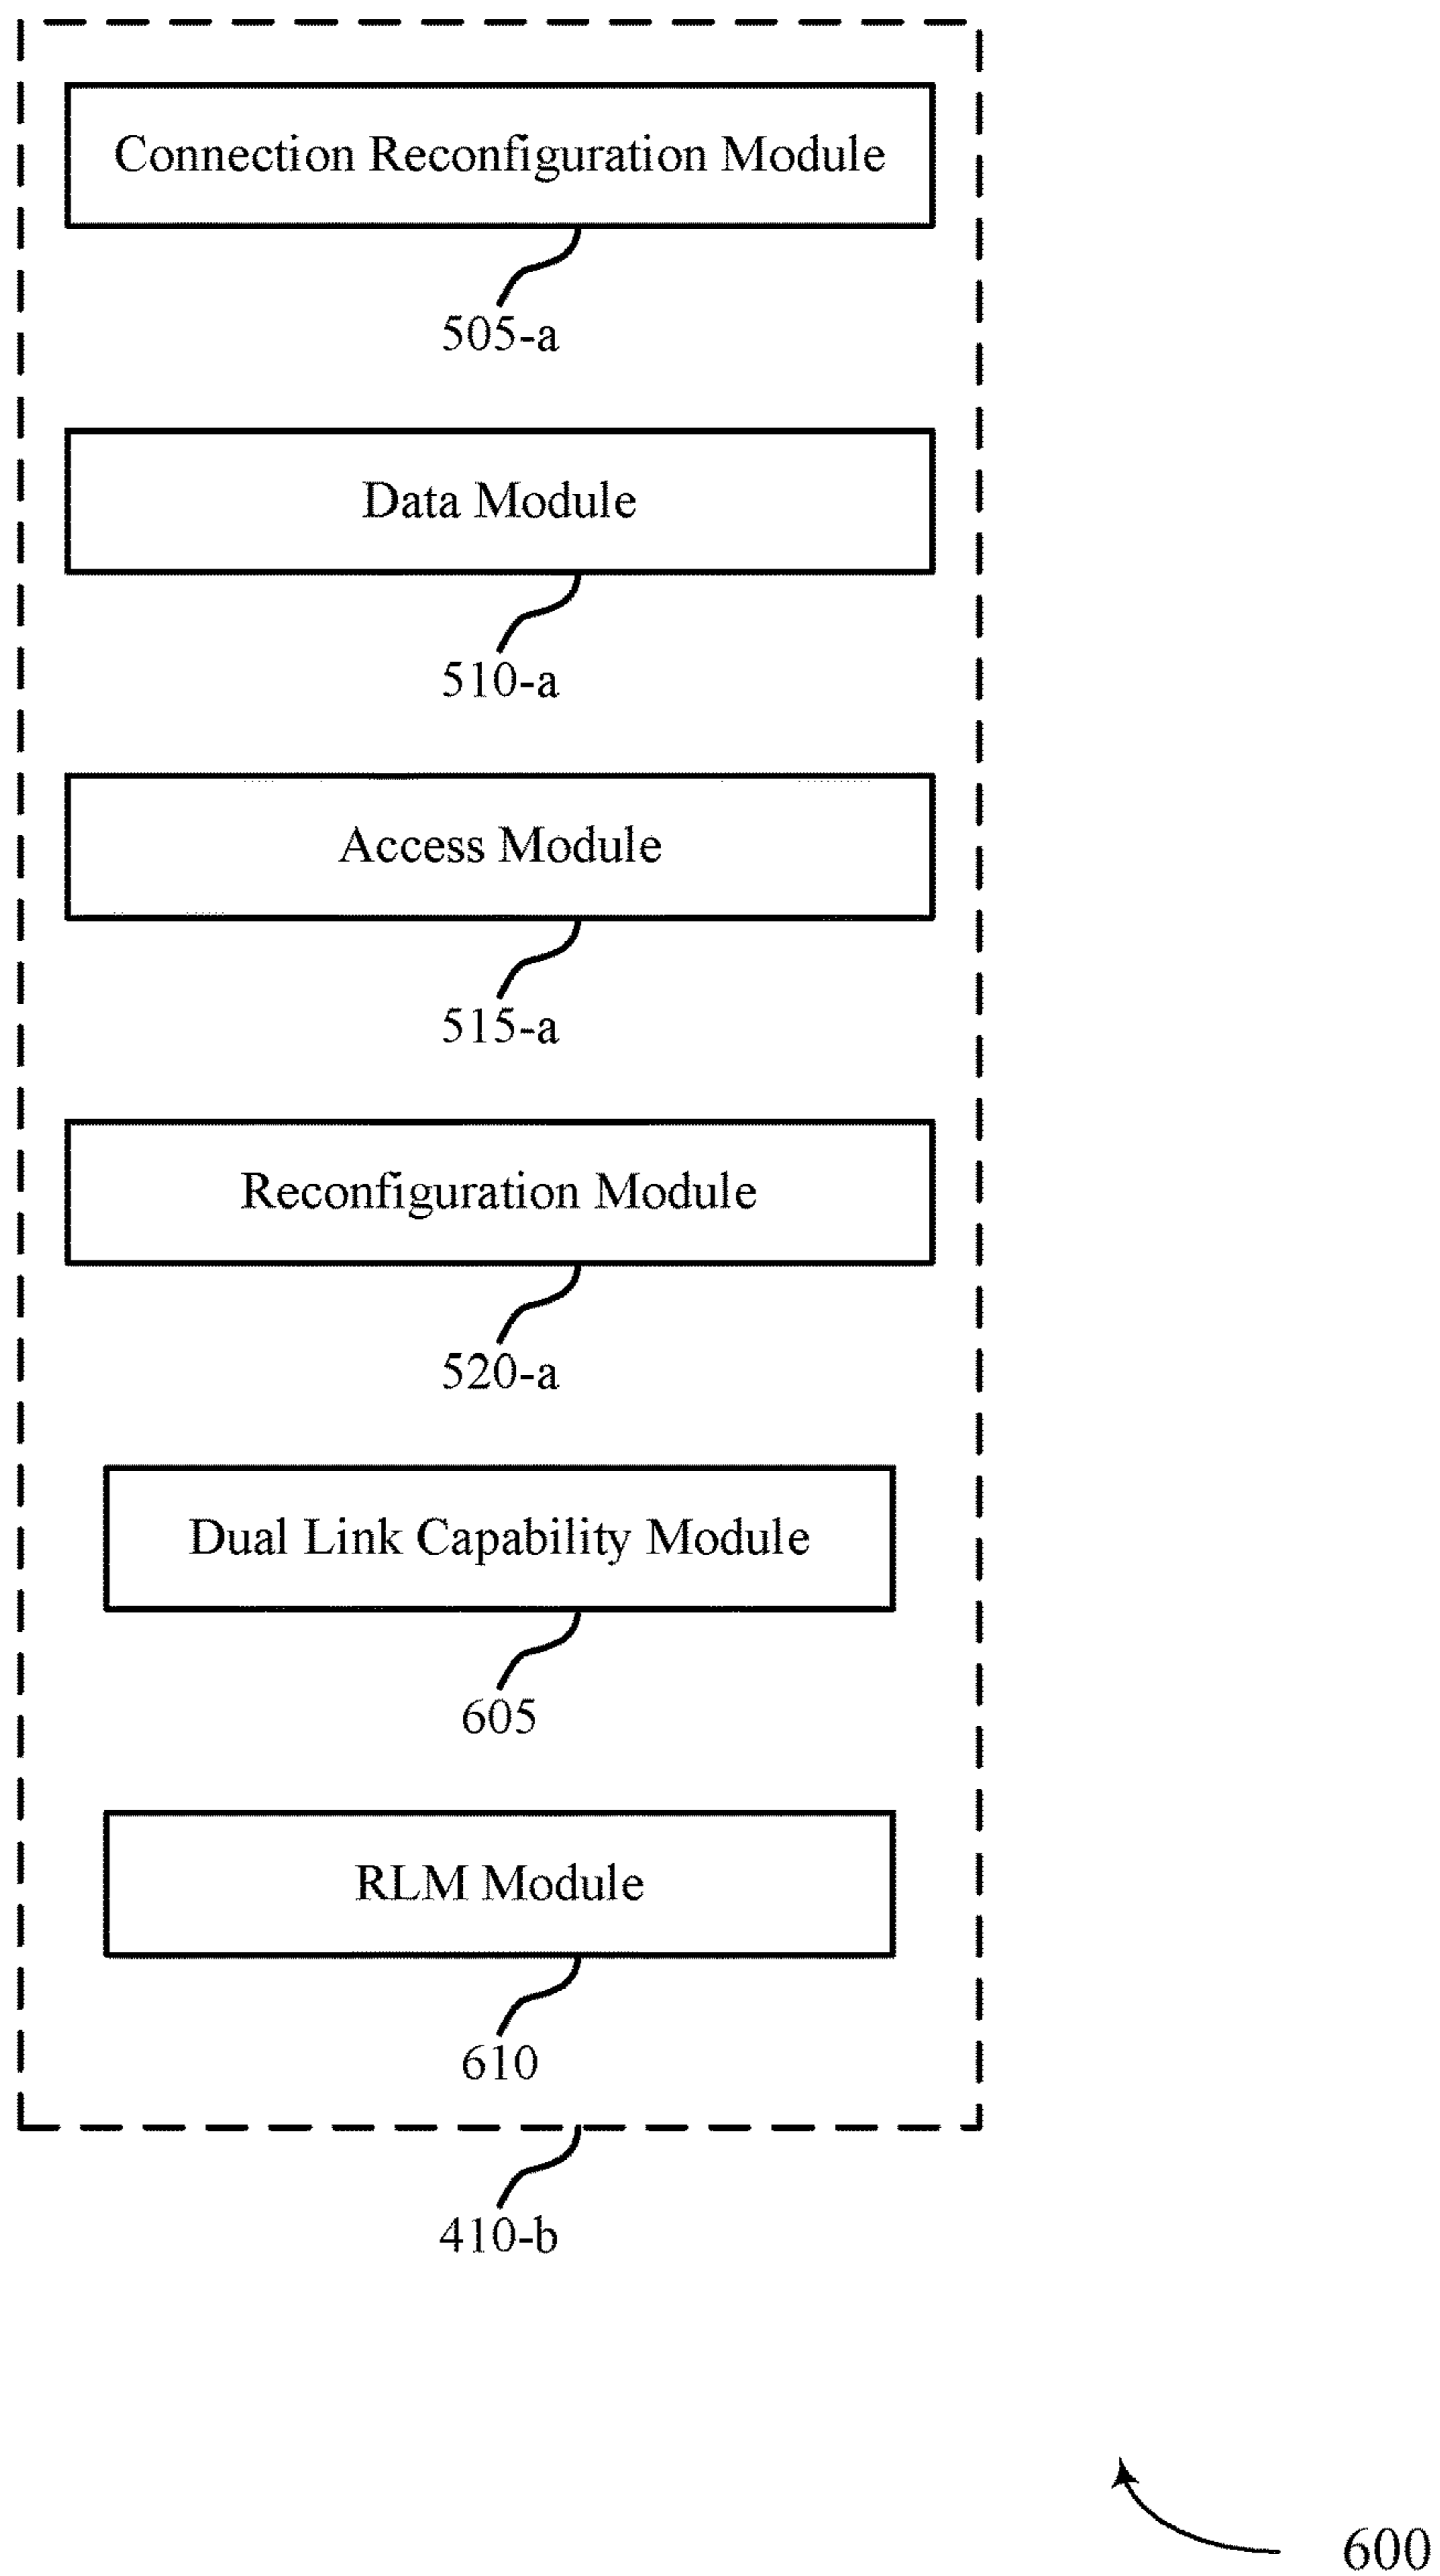 Connection Reconfiguration Module
505-a
Data Module
510-a
Access Module
515-a
Reconfiguration Module
520-a
Dual Link Capability Module
605
RLM Module
610
410-b
600